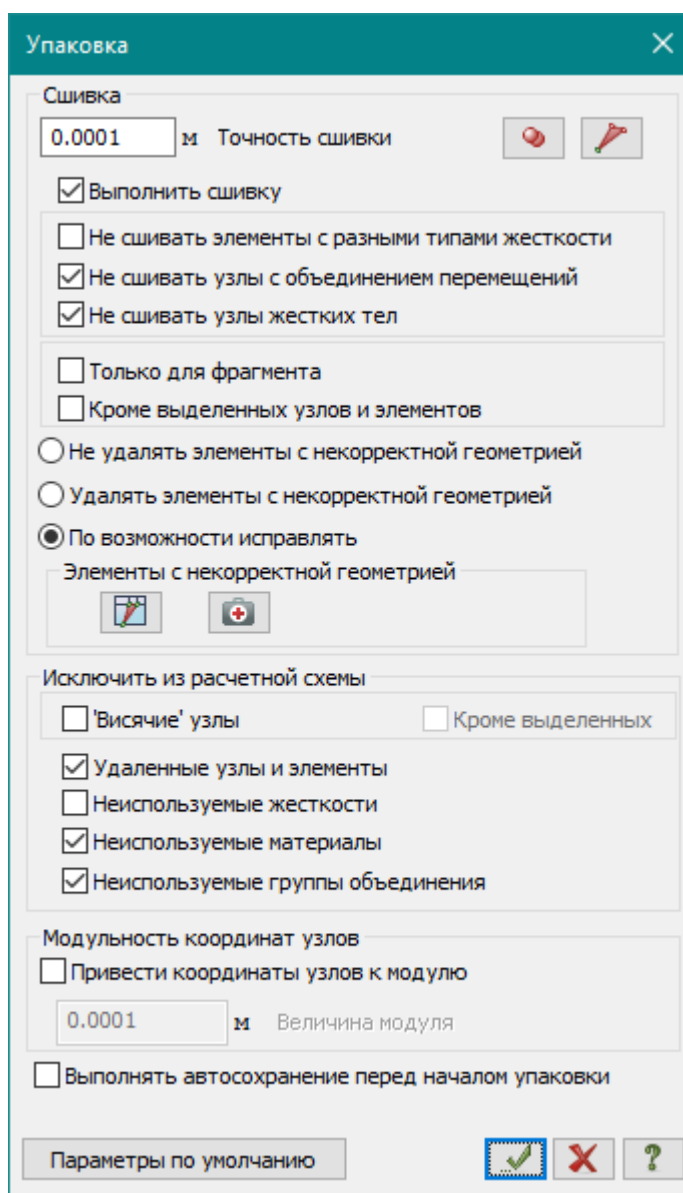 Упаковка
Сшивка
0.0001 м Точность сшивки
Выполнить сшивку
Не сшивать элементы с разными типами жесткости
Не сшивать узлы с объединением перемещений
Не сшивать узлы жестких тел
Только для фрагмента
Кроме выделенных узлов и элементов
Не удалять элементы с некорректной геометрией
Удалять элементы с некорректной геометрией
По возможности исправлять
Элементы с некорректной геометрией
Исключить из расчетной схемы
'Висячие' узлы Кроме выделенных
Удаленные узлы и элементы
Неиспользуемые жесткости
Неиспользуемые материалы
Неиспользуемые группы объединения
Модульность координат узлов
Привести координаты узлов к модулю
0.0001 м Величина модуля
Выполнять автосохранение перед началом упаковки
Параметры по умолчанию ?